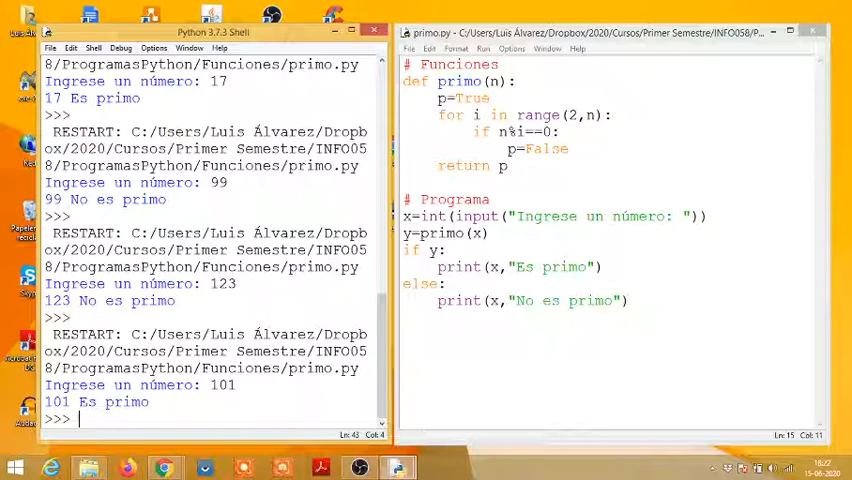 Python 3.7.3 Shell
File Edit Shell Debug Options Window Help
8/ProgramasPython/Funciones/primo.py
Ingrese un número: 17
17 Es primo
>>>
RESTART: C:/Users/Luis Álvarez/Dropb
ox/2020/Cursos/Primer Semestre/INFO05
8/ProgramasPython/Funciones/primo.py
Ingrese un número: 99
99 No es primo
>>>
RESTART: C:/Users/Luis Álvarez/Dropb
ox/2020/Cursos/Primer Semestre/INFO05
8/ProgramasPython/Funciones/primo.py
Ingrese un número: 123
123 No es primo
>>>
RESTART: C:/Users/Luis Álvarez/Dropb
ox/2020/Cursos/Primer Semestre/INFO05
8/ProgramasPython/Funciones/primo.py
Ingrese un número: 101
101 Es primo
>>>
Ln: 43 Col: 4
primo.py - C:/Users/Luis Álvarez/Dropbox/2020/Cursos/Primer Semestre/INFO058/P...
File Edit Format Run Options Window Help
# Funciones
def primo(n):
    p=True
    for i in range(2,n):
        if n%i==0:
            p=False
    return p
# Programa
x=int(input("Ingrese un número: "))
y=primo(x)
if y:
    print(x,"Es primo")
else:
    print(x,"No es primo")
Ln: 15 Col: 11
18:22
15-06-2020